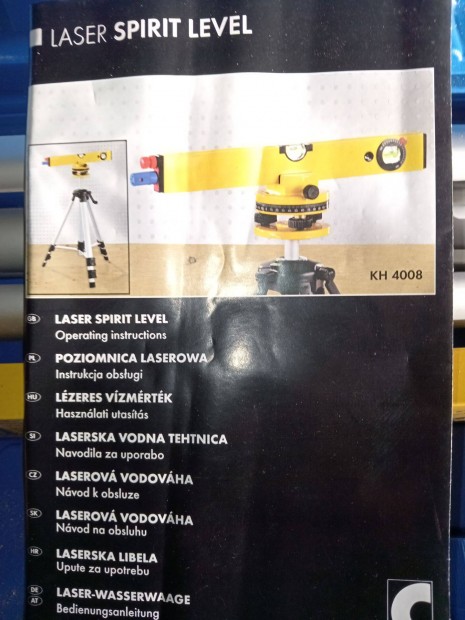 LASER SPIRIT LEVEL
KH 4008
GB LASER SPIRIT LEVEL
Operating instructions
PL POZIOMNICA LASEROWA
Instrukcja obsługi
HU LÉZERES VÍZMÉRTÉK
Használati utasítás
SI LASERSKA VODNA TEHTNICA
Navodila za uporabo
CZ LASEROVÁ VODOVÁHA
Návod k obsluze
SK LASEROVÁ VODOVÁHA
Návod na obsluhu
HR LASERSKA LIBELA
Upute za upotrebu
DE LASER-WASSERWAAGE
AT Bedienungsanleitung